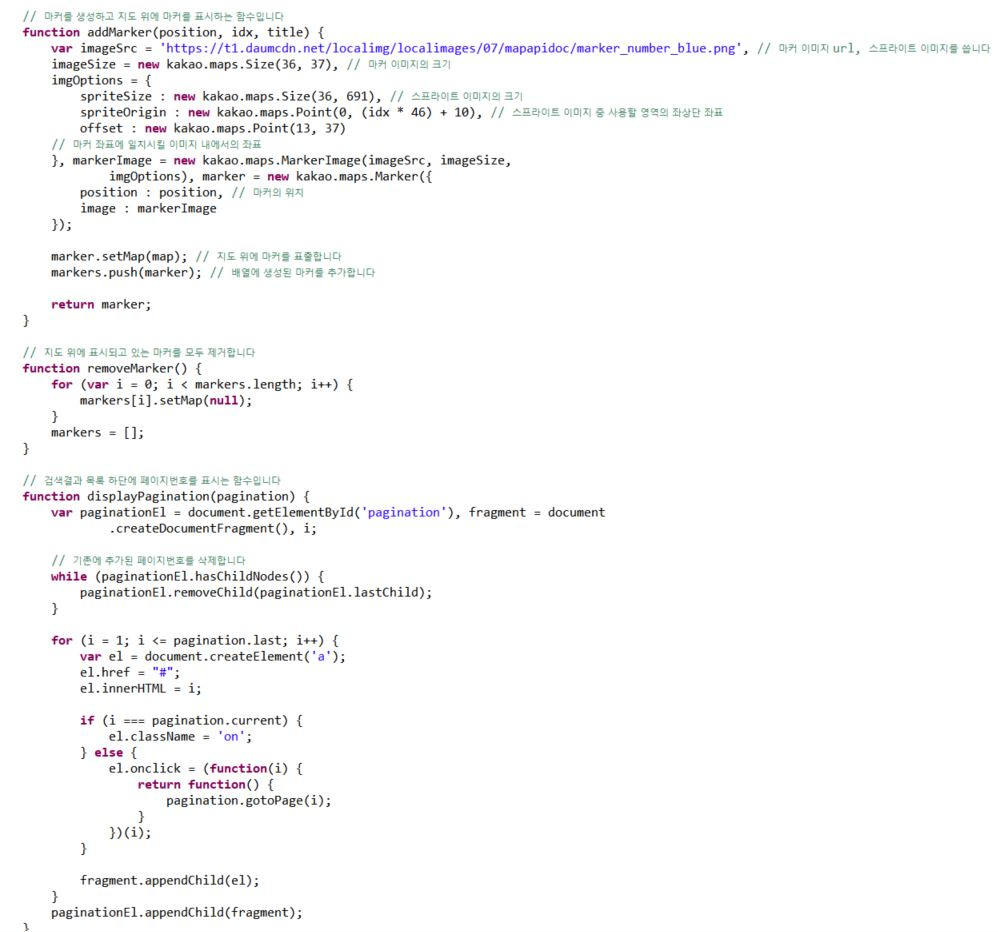 // 마커를 생성하고 지도 위에 마커를 표시하는 함수입니다
function addMarker(position, idx, title) {
    var imageSrc = 'https://t1.daumcdn.net/localimg/localimages/07/mapapidoc/marker_number_blue.png', // 마커 이미지 url, 스프라이트 이미지를 씁니다
    imageSize = new kakao.maps.Size(36, 37), // 마커 이미지의 크기
    imgOptions = {
        spriteSize : new kakao.maps.Size(36, 691), // 스프라이트 이미지의 크기
        spriteOrigin : new kakao.maps.Point(0, (idx * 46) + 10), // 스프라이트 이미지 중 사용할 영역의 좌상단 좌표
        offset : new kakao.maps.Point(13, 37)
    // 마커 좌표에 일치시킬 이미지 내에서의 좌표
    }, markerImage = new kakao.maps.MarkerImage(imageSrc, imageSize,
            imgOptions), marker = new kakao.maps.Marker({
        position : position, // 마커의 위치
        image : markerImage
    });

    marker.setMap(map); // 지도 위에 마커를 표출합니다
    markers.push(marker); // 배열에 생성된 마커를 추가합니다

    return marker;
}

// 지도 위에 표시되고 있는 마커를 모두 제거합니다
function removeMarker() {
    for (var i = 0; i < markers.length; i++) {
        markers[i].setMap(null);
    }
    markers = [];
}

// 검색결과 목록 하단에 페이지번호를 표시는 함수입니다
function displayPagination(pagination) {
    var paginationEl = document.getElementById('pagination'), fragment = document
            .createDocumentFragment(), i;

    // 기존에 추가된 페이지번호를 삭제합니다
    while (paginationEl.hasChildNodes()) {
        paginationEl.removeChild(paginationEl.lastChild);
    }

    for (i = 1; i <= pagination.last; i++) {
        var el = document.createElement('a');
        el.href = "#";
        el.innerHTML = i;

        if (i === pagination.current) {
            el.className = 'on';
        } else {
            el.onclick = (function(i) {
                return function() {
                    pagination.gotoPage(i);
                }
            })(i);
        }

        fragment.appendChild(el);
    }
    paginationEl.appendChild(fragment);
}